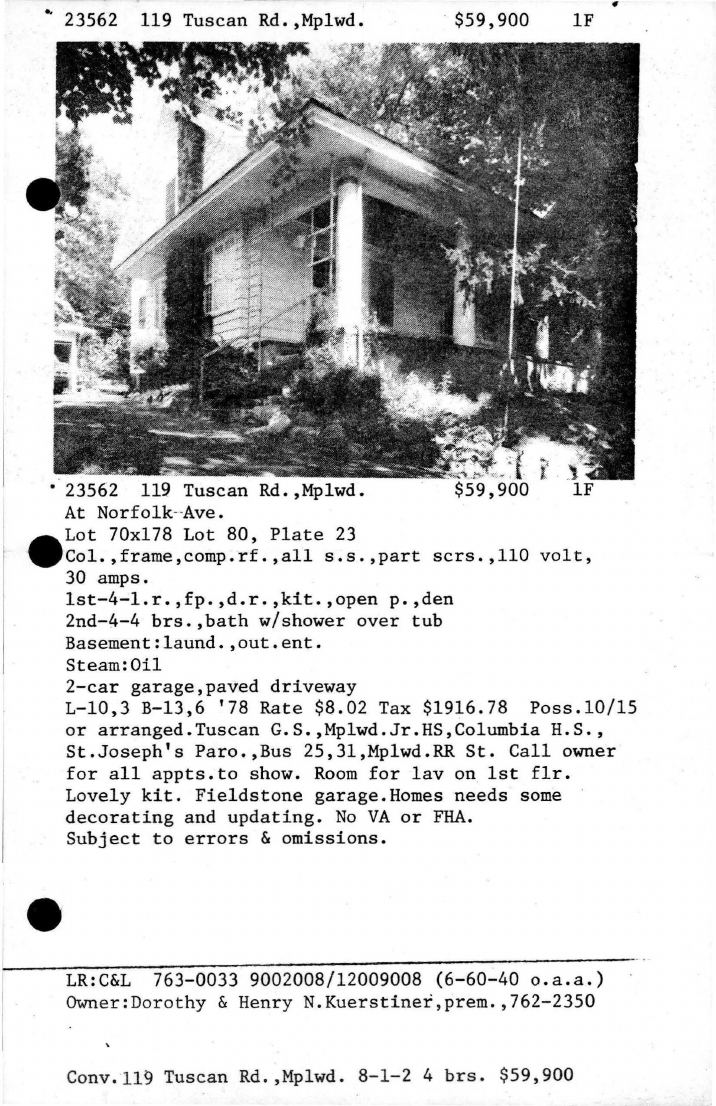 23562 119 Tuscan Rd.,Mplwd. $59,900 1F
23562 119 Tuscan Rd.,Mplwd. $59,900 1F
At Norfolk Ave.
Lot 70x178 Lot 80, Plate 23
Col.,frame,comp.rf.,all s.s.,part scrs.,110 volt,
30 amps.
1st-4-l.r.,fp.,d.r.,kit.,open p.,den
2nd-4-4 brs.,bath w/shower over tub
Basement:laund.,out.ent.
Steam:Oil
2-car garage,paved driveway
L-10,3 B-13,6 '78 Rate $8.02 Tax $1916.78 Poss.10/15
or arranged.Tuscan G.S.,Mplwd.Jr.HS,Columbia H.S.,
St.Joseph's Paro.,Bus 25,31,Mplwd.RR St. Call owner
for all appts.to show. Room for lav on 1st flr.
Lovely kit. Fieldstone garage.Homes needs some
decorating and updating. No VA or FHA.
Subject to errors & omissions.
LR:C&L 763-0033 9002008/12009008 (6-60-40 o.a.a.)
Owner:Dorothy & Henry N.Kuerstiner,prem.,762-2350
Conv.119 Tuscan Rd.,Mplwd. 8-1-2 4 brs. $59,900